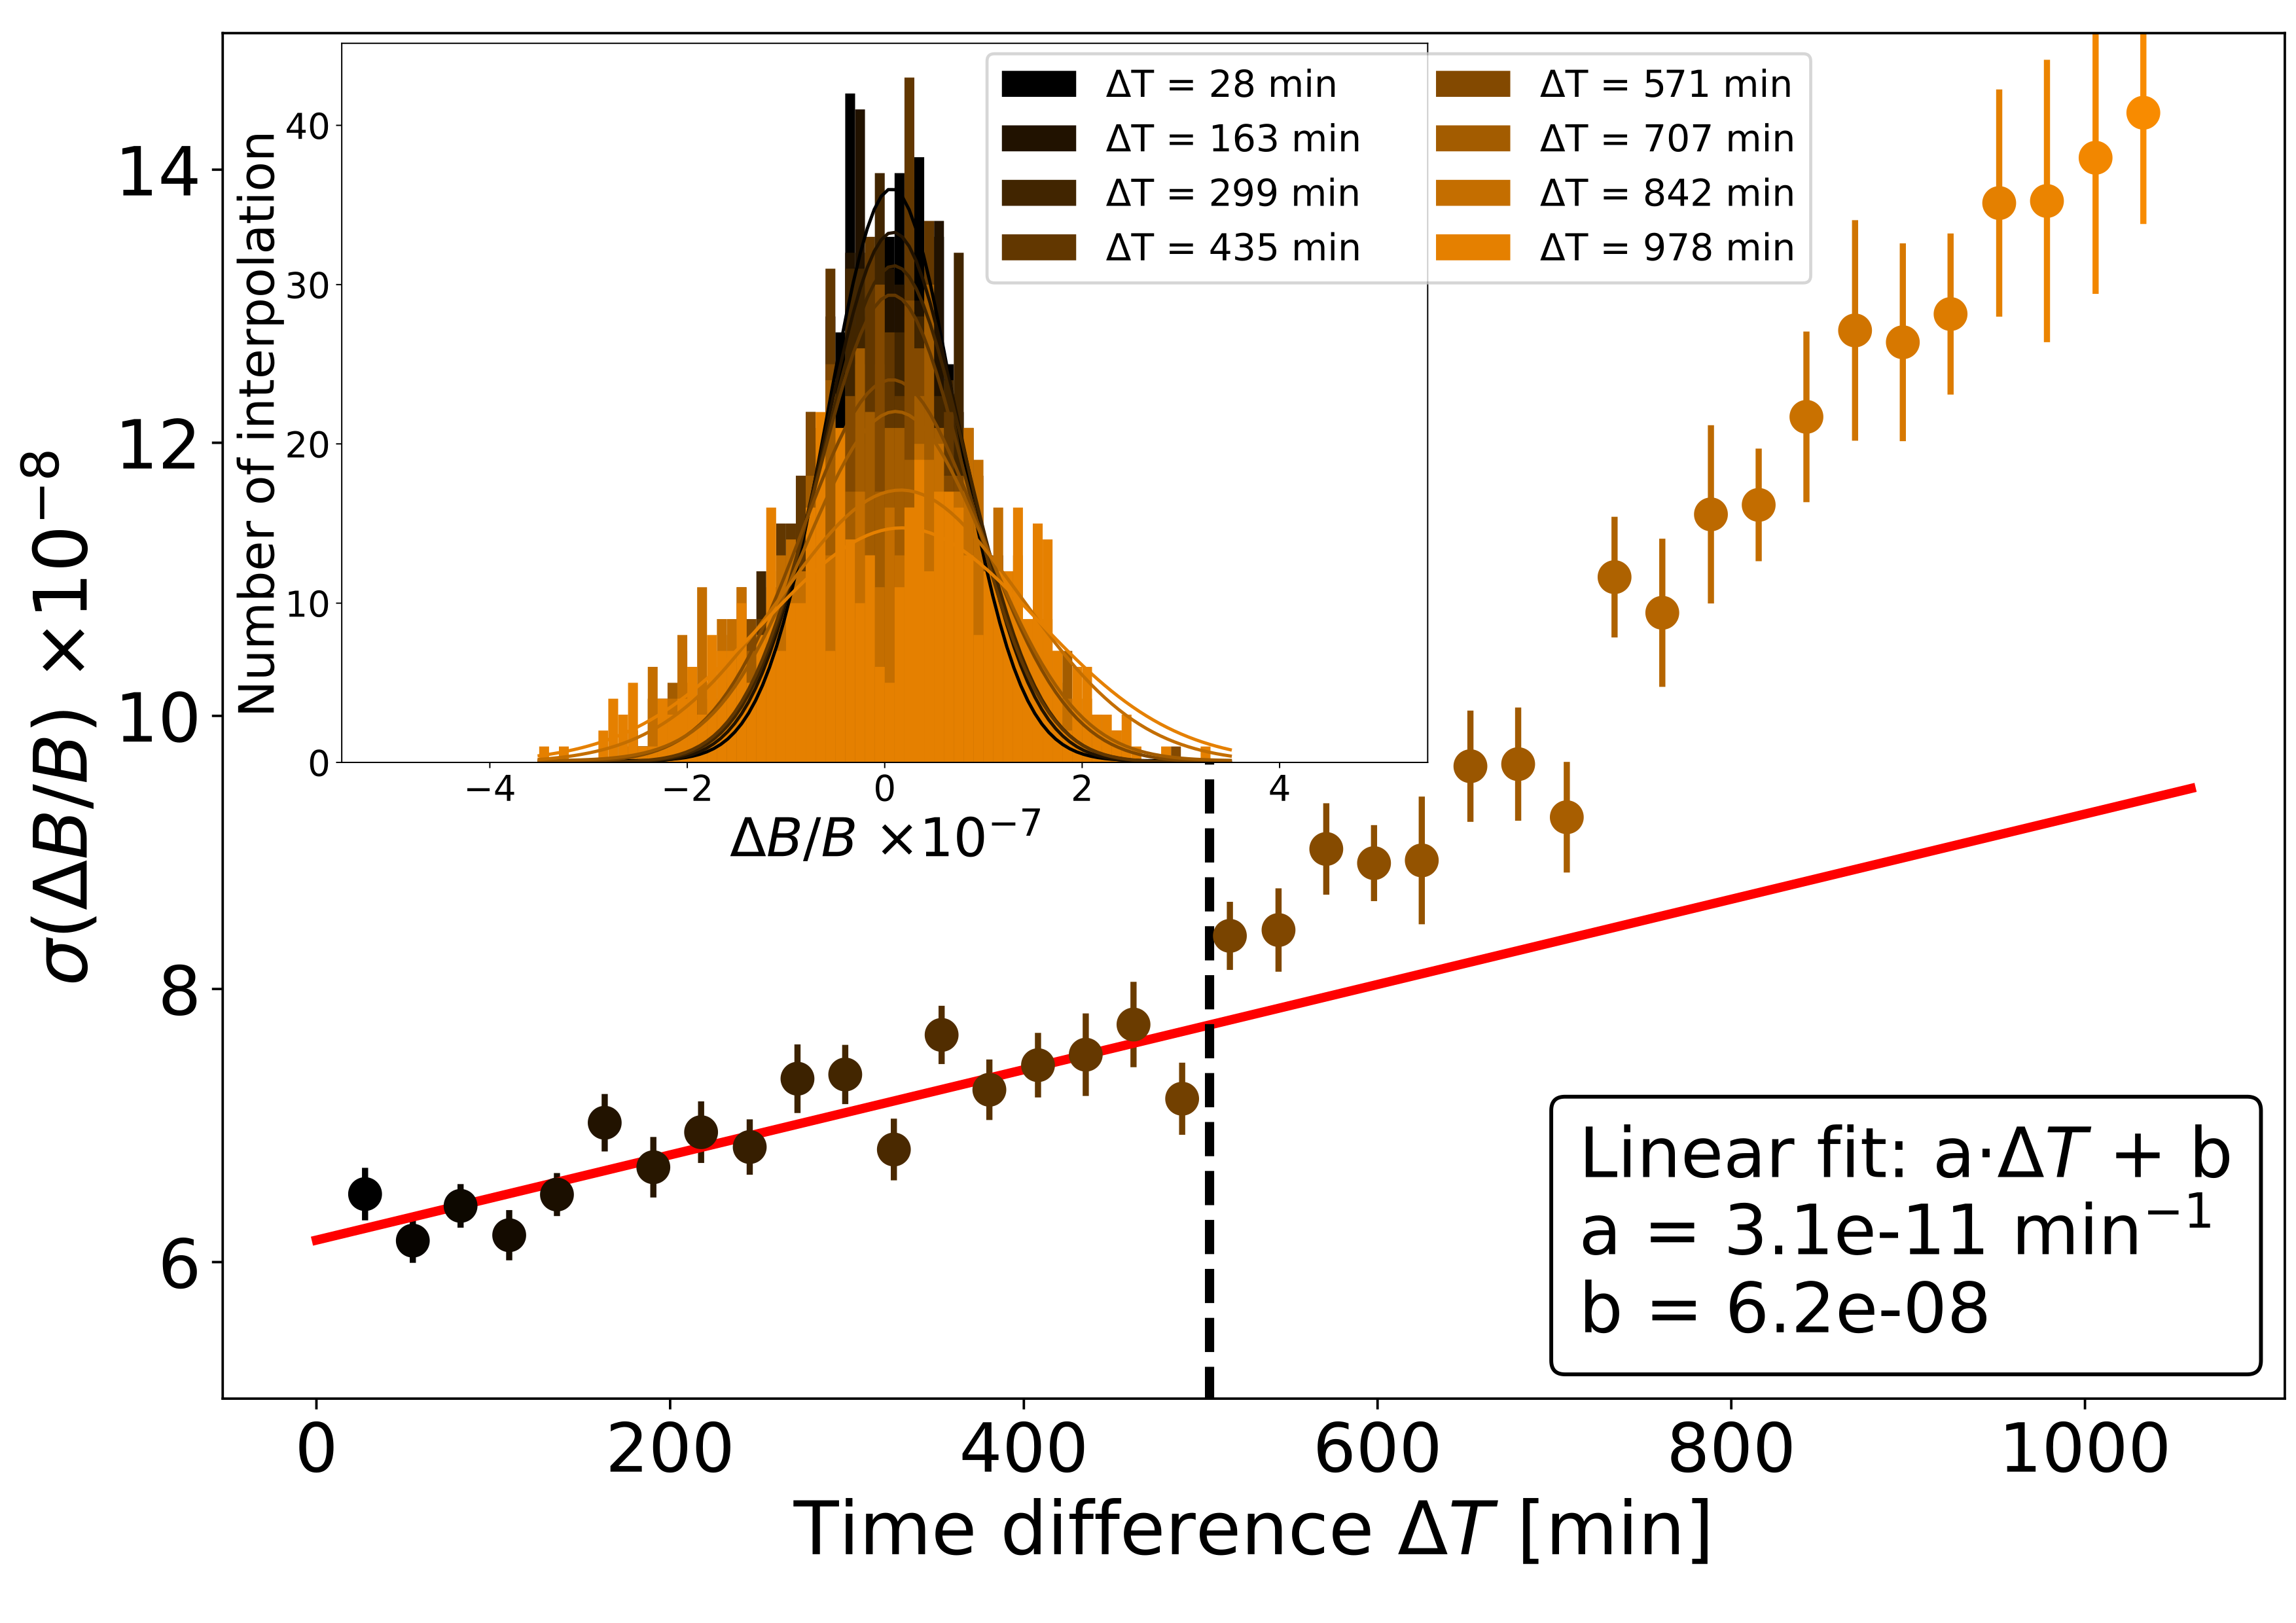 σ(ΔB/B) ×10⁻⁸
14
12
10
8
6
Number of interpolation
40
30
20
10
0
−4 −2 0 2 4
ΔB/B ×10⁻⁷
ΔT = 28 min
ΔT = 163 min
ΔT = 299 min
ΔT = 435 min
ΔT = 571 min
ΔT = 707 min
ΔT = 842 min
ΔT = 978 min
Linear fit: a·ΔT + b
a = 3.1e-11 min⁻¹
b = 6.2e-08
0 200 400 600 800 1000
Time difference ΔT [min]